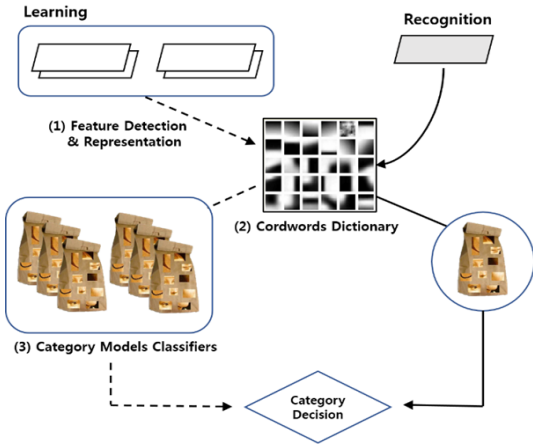 Learning
Recognition
(1) Feature Detection
& Representation
(2) Cordwords Dictionary
(3) Category Models Classifiers
Category
Decision